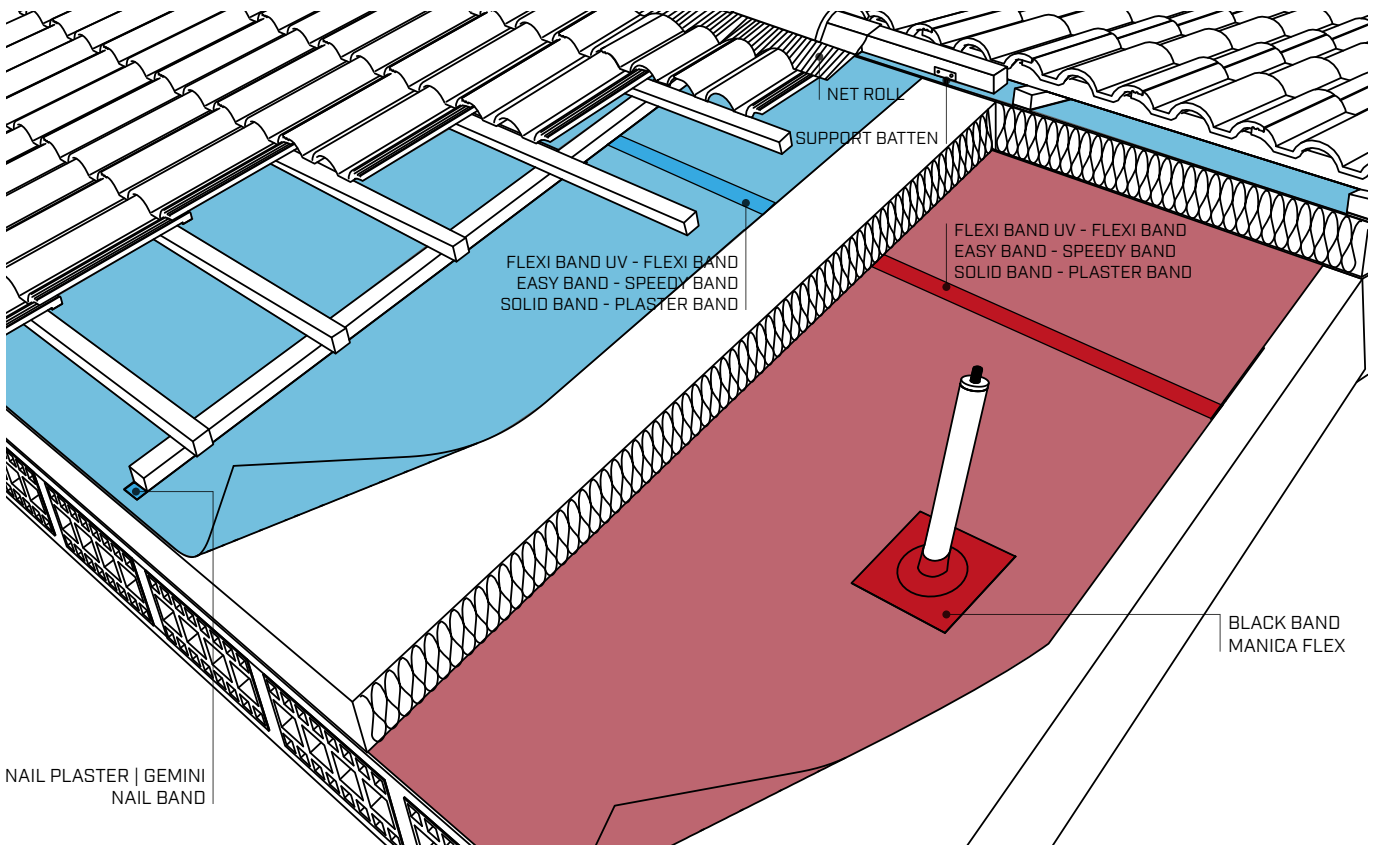 NET ROLL
SUPPORT BATTEN
FLEXI BAND UV - FLEXI BAND
EASY BAND - SPEEDY BAND
SOLID BAND - PLASTER BAND
FLEXI BAND UV - FLEXI BAND
EASY BAND - SPEEDY BAND
SOLID BAND - PLASTER BAND
BLACK BAND
MANICA FLEX
NAIL PLASTER | GEMINI
NAIL BAND